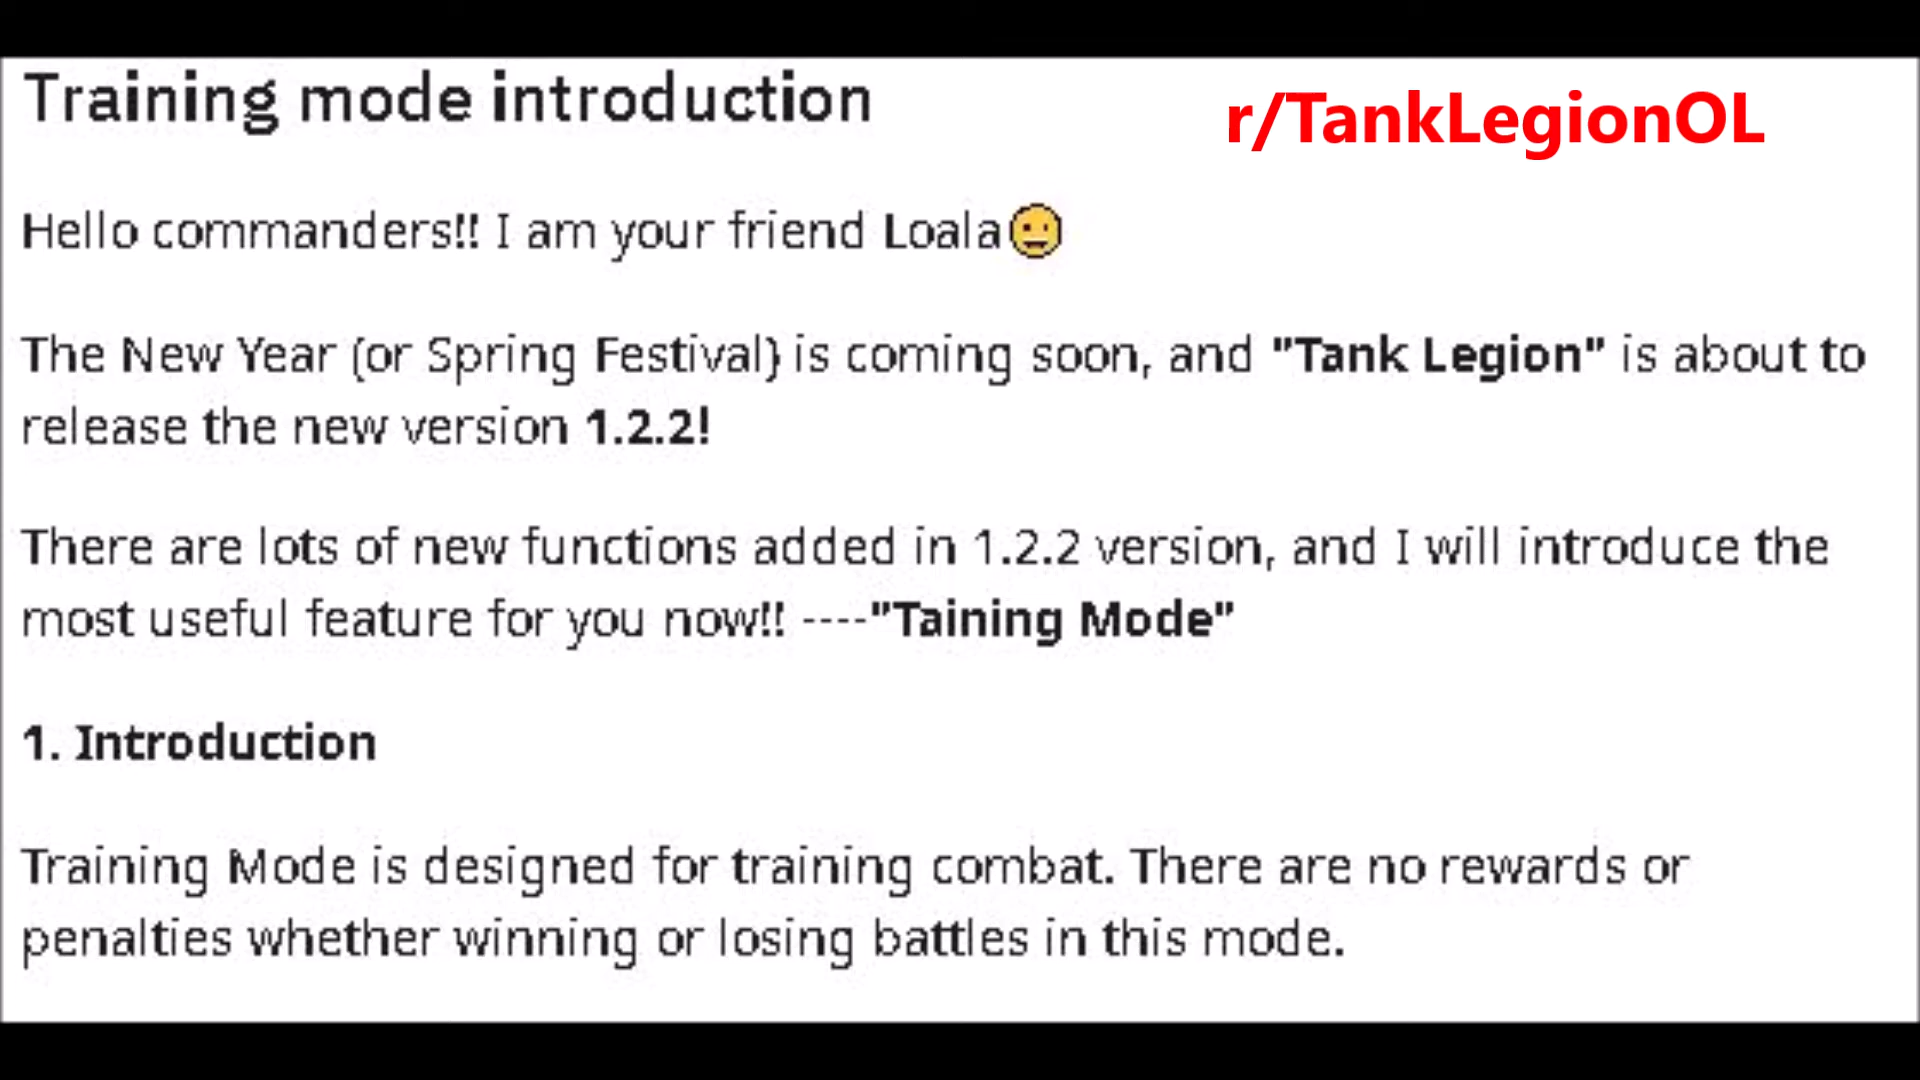 Training mode introduction
r/TankLegionOL
Hello commanders!! I am your friend Loala😀
The New Year (or Spring Festival) is coming soon, and "Tank Legion" is about to
release the new version 1.2.2!
There are lots of new functions added in 1.2.2 version, and I will introduce the
most useful feature for you now!! ----"Taining Mode"
1. Introduction
Training Mode is designed for training combat. There are no rewards or
penalties whether winning or losing battles in this mode.